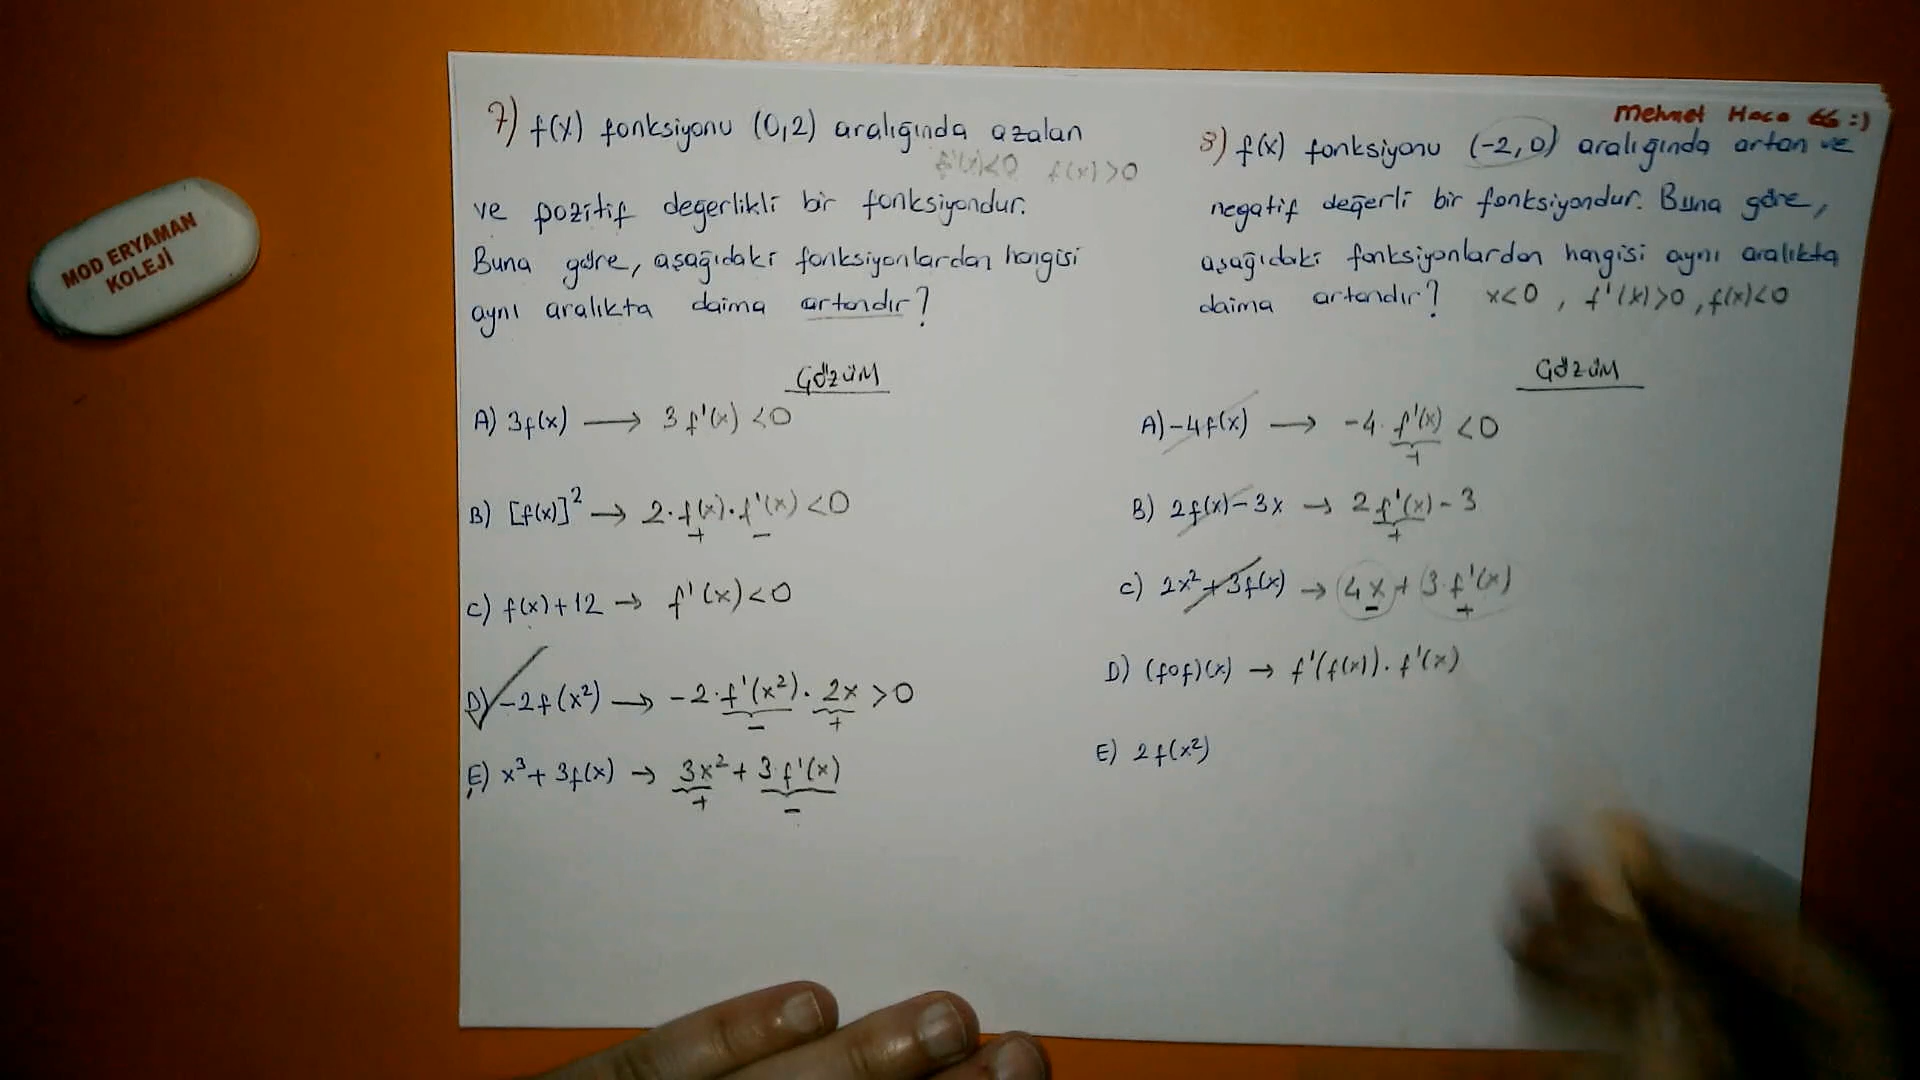 MOD ERYAMAN
KOLEJİ
Mehmet Hoca GG :)
7) f(x) fonksiyonu (0,2) aralığında azalan
f'(x)<0 f(x)>0
ve pozitif değerlikli bir fonksiyondur.
Buna göre, aşağıdaki fonksiyonlardan hangisi
aynı aralıkta daima artandır?
ÇÖZÜM
A) 3f(x) → 3f'(x) <0
B) [f(x)]² → 2.f(x).f'(x) <0
+ -
C) f(x)+12 → f'(x)<0
D) -2f(x²) → -2.f'(x²).2x >0
- +
E) x³+3f(x) → 3x²+3.f'(x)
+ -
8) f(x) fonksiyonu (-2,0) aralığında artan ve
negatif değerli bir fonksiyondur. Buna göre,
aşağıdaki fonksiyonlardan hangisi aynı aralıkta
daima artandır? x<0, f'(x)>0, f(x)<0
ÇÖZÜM
A) -4f(x) → -4.f'(x) <0
+
B) 2f(x)-3x → 2f'(x)-3
+
C) 2x²+3f(x) → 4x+3.f'(x)
- +
D) (fof)(x) → f'(f(x)).f'(x)
E) 2f(x²)